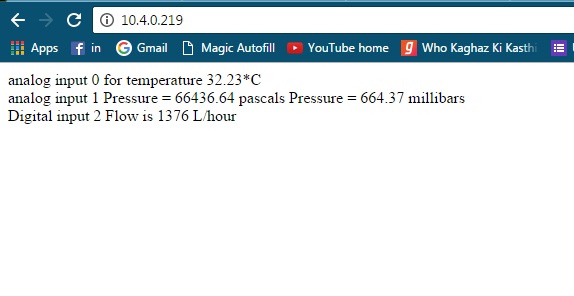 10.4.0.219
Apps f in Gmail Magic Autofill YouTube home g Who Kaghaz Ki Kasthi
analog input 0 for temperature 32.23*C
analog input 1 Pressure = 66436.64 pascals Pressure = 664.37 millibars
Digital input 2 Flow is 1376 L/hour